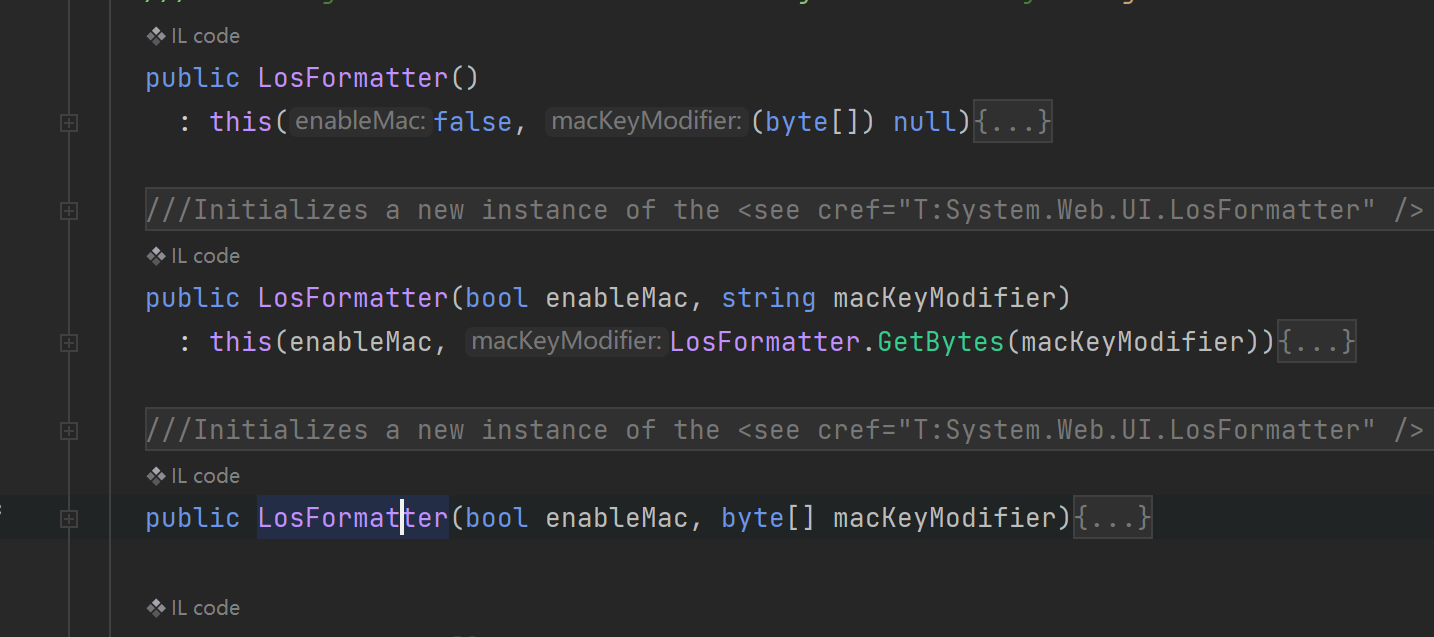 IL code
public LosFormatter()
: this( enableMac: false, macKeyModifier: (byte[]) null){...}
///Initializes a new instance of the <see cref="T:System.Web.UI.LosFormatter" />
IL code
public LosFormatter(bool enableMac, string macKeyModifier)
: this(enableMac, macKeyModifier: LosFormatter.GetBytes(macKeyModifier)){...}
///Initializes a new instance of the <see cref="T:System.Web.UI.LosFormatter" />
IL code
public LosFormatter(bool enableMac, byte[] macKeyModifier){...}
IL code